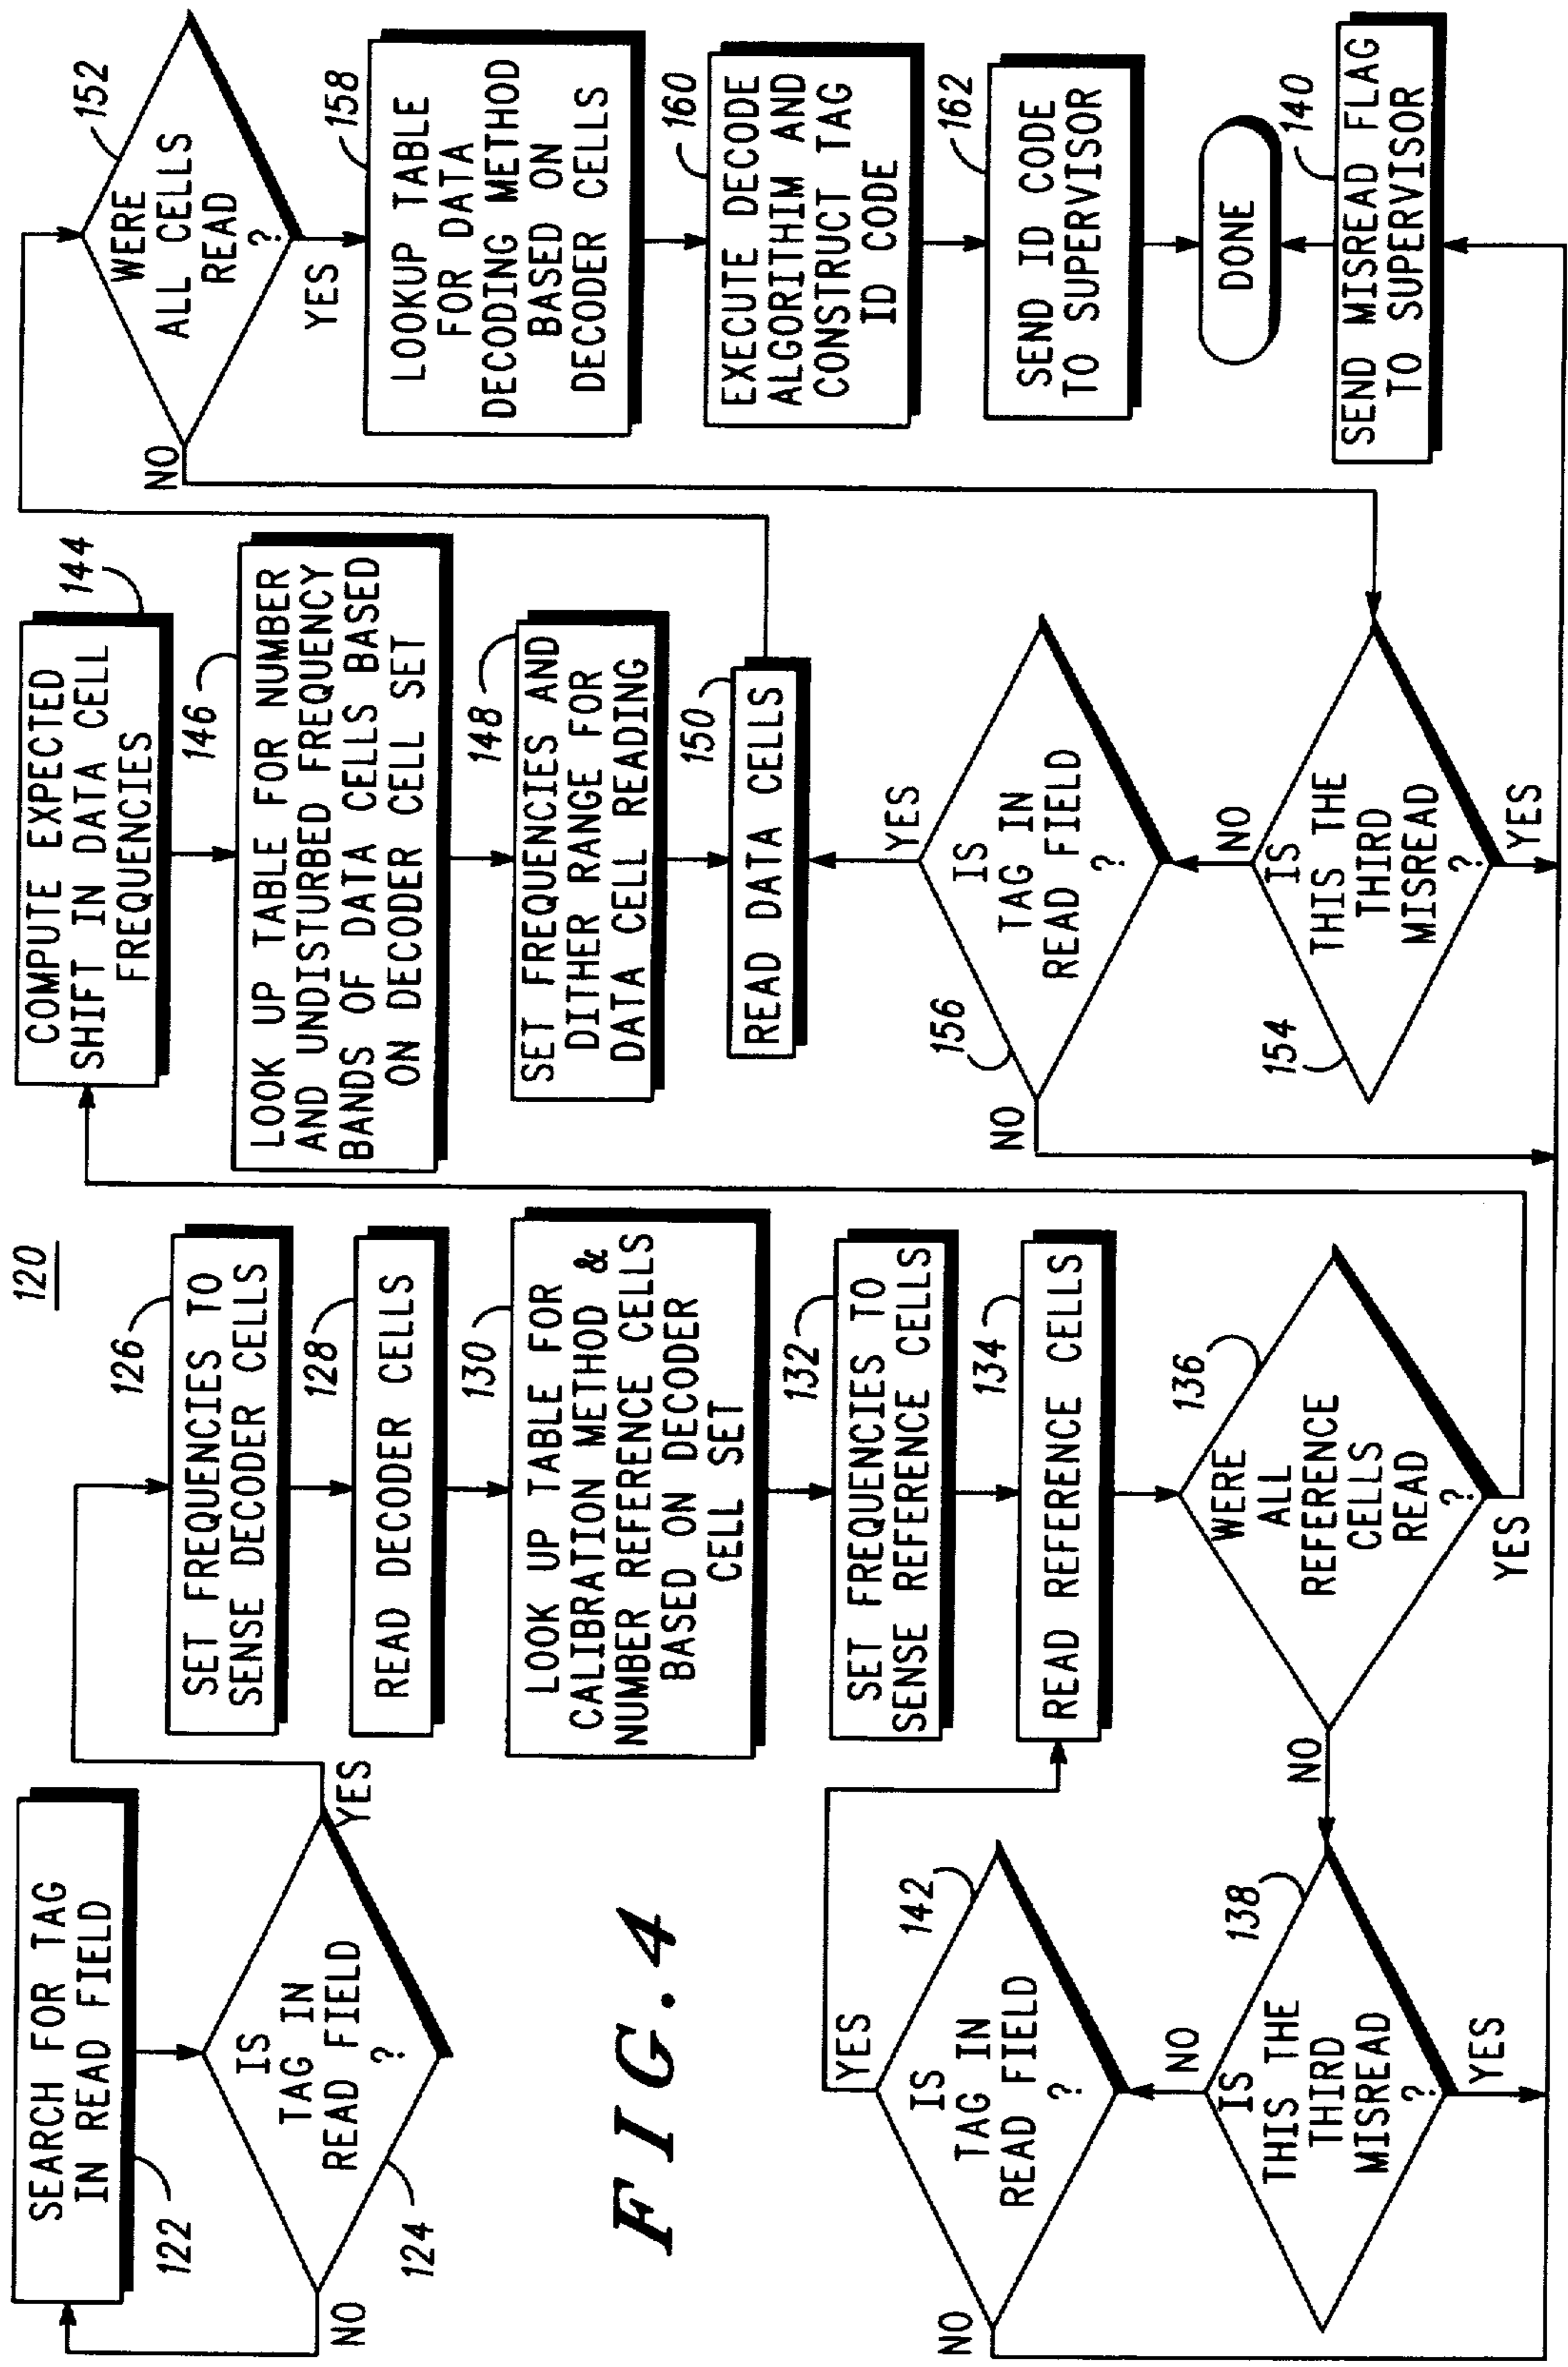 120
SEARCH FOR TAG
IN READ FIELD
122
IS
TAG IN
READ FIELD
?
124
NO
YES
SET FREQUENCIES TO
SENSE DECODER CELLS
126
READ DECODER CELLS
128
LOOK UP TABLE FOR
CALIBRATION METHOD &
NUMBER REFERENCE CELLS
BASED ON DECODER
CELL SET
130
SET FREQUENCIES TO
SENSE REFERENCE CELLS
132
READ REFERENCE CELLS
134
WERE
ALL
REFERENCE
CELLS
READ
?
136
NO
YES
IS
THIS THE
THIRD
MISREAD
?
138
NO
YES
IS
TAG IN
READ FIELD
?
142
NO
YES
COMPUTE EXPECTED
SHIFT IN DATA CELL
FREQUENCIES
144
LOOK UP TABLE FOR NUMBER
AND UNDISTURBED FREQUENCY
BANDS OF DATA CELLS BASED
ON DECODER CELL SET
146
SET FREQUENCIES AND
DITHER RANGE FOR
DATA CELL READING
148
READ DATA CELLS
150
IS
TAG IN
READ FIELD
?
156
YES
NO
IS
THIS THE
THIRD
MISREAD
?
154
NO
YES
WERE
ALL CELLS
READ
?
152
NO
YES
LOOKUP TABLE
FOR DATA
DECODING METHOD
BASED ON
DECODER CELLS
158
EXECUTE DECODE
ALGORITHIM AND
CONSTRUCT TAG
ID CODE
160
SEND ID CODE
TO SUPERVISOR
162
DONE
SEND MISREAD FLAG
TO SUPERVISOR
140
FIG. 4